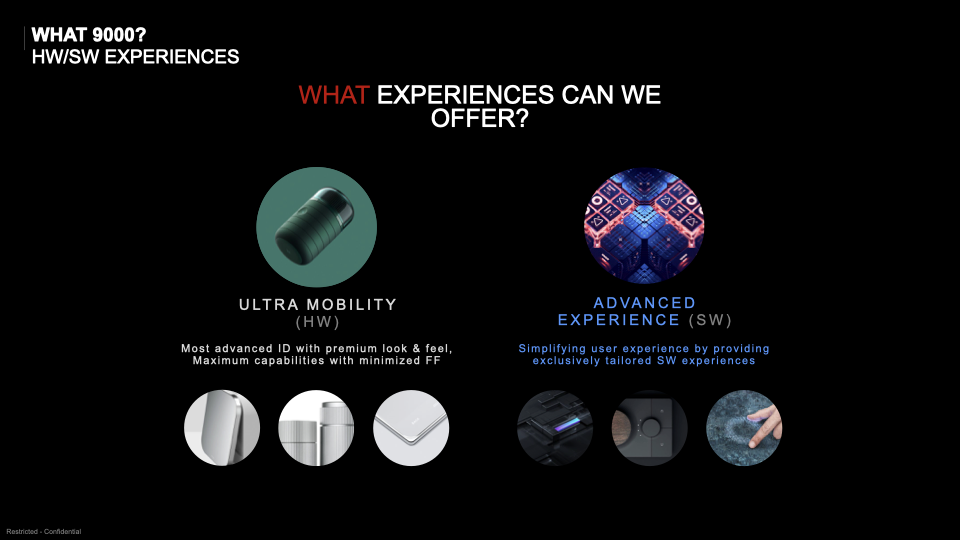 WHAT 9000?
HW/SW EXPERIENCES
WHAT EXPERIENCES CAN WE
OFFER?
ULTRA MOBILITY
(HW)
Most advanced ID with premium look & feel,
Maximum capabilities with minimized FF
ADVANCED
EXPERIENCE (SW)
Simplifying user experience by providing
exclusively tailored SW experiences
Restricted - Confidential